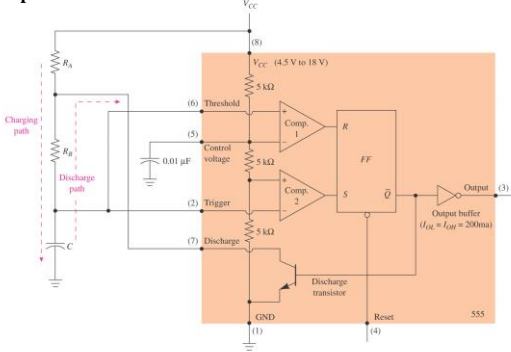 V_CC
(8)
V_CC (4.5 V to 18 V)
R_A
5 kΩ
(6) Threshold
Comp.
1
R
Charging
path
(5)
Control
voltage
0.01 μF
R_B
Discharge
path
5 kΩ
FF
Comp.
2
S
Q̄
Output (3)
(2) Trigger
Output buffer
(I_OL = I_OH = 200ma)
5 kΩ
C
(7) Discharge
Discharge
transistor
GND
Reset
555
(1)
(4)